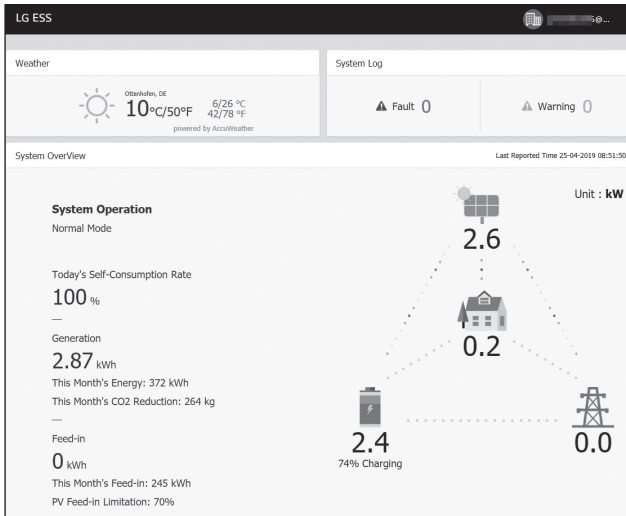 LG ESS
Weather
Ottenhofen, DE
10°C/50°F
6/26 °C
42/78 °F
powered by AccuWeather
System Log
Fault 0
Warning 0
System OverView
Last Reported Time 25-04-2019 08:51:50
Unit : kW
System Operation
Normal Mode
Today's Self-Consumption Rate
100 %
Generation
2.87 kWh
This Month's Energy: 372 kWh
This Month's CO2 Reduction: 264 kg
Feed-in
0 kWh
This Month's Feed-in: 245 kWh
PV Feed-in Limitation: 70%
2.6
0.2
2.4
74% Charging
0.0